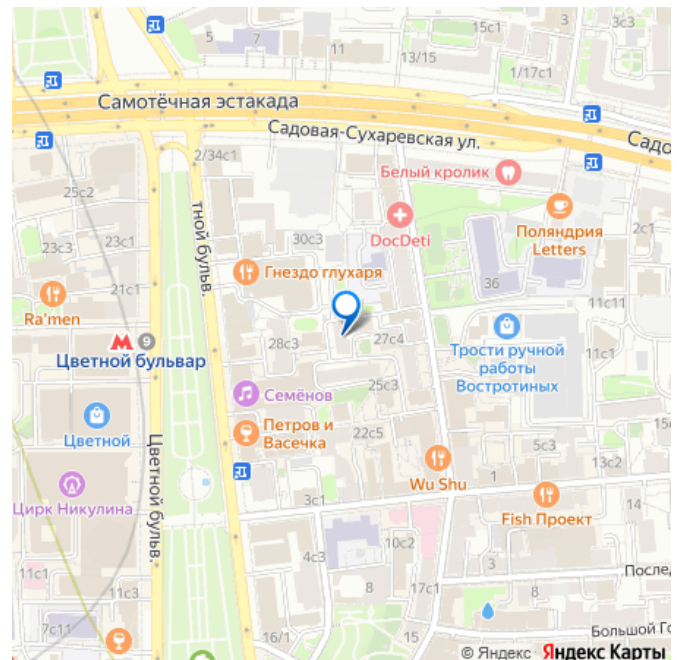 5
7
11
3
15с1
3с3
13/15
1/17с1
Самотёчная эстакада
Садовая-Сухаревская ул.
Садо
2/34с1
Белый кролик
25с2
тной бульв.
DocDeti
Поляндрия
Letters
2с1
30с3
23с3
23с1
Гнездо глухаря
36
21с1
11с11
Ra'men
9
Цветной бульвар
28с3
27с4
Трости ручной
работы
Востротиных
1
25с3
Семёнов
Цветной
Петров и
Васечка
22с5
15
5с3
Цветной бульв.
Wu Shu
13с2
1
Цирк Никулина
3с1
Fish Проект
14
4с3
10с2
3
11с1
Послед
11с3
8
17с1
8
7с11
16/1
15
Большой Го
© Яндекс Яндекс Карты